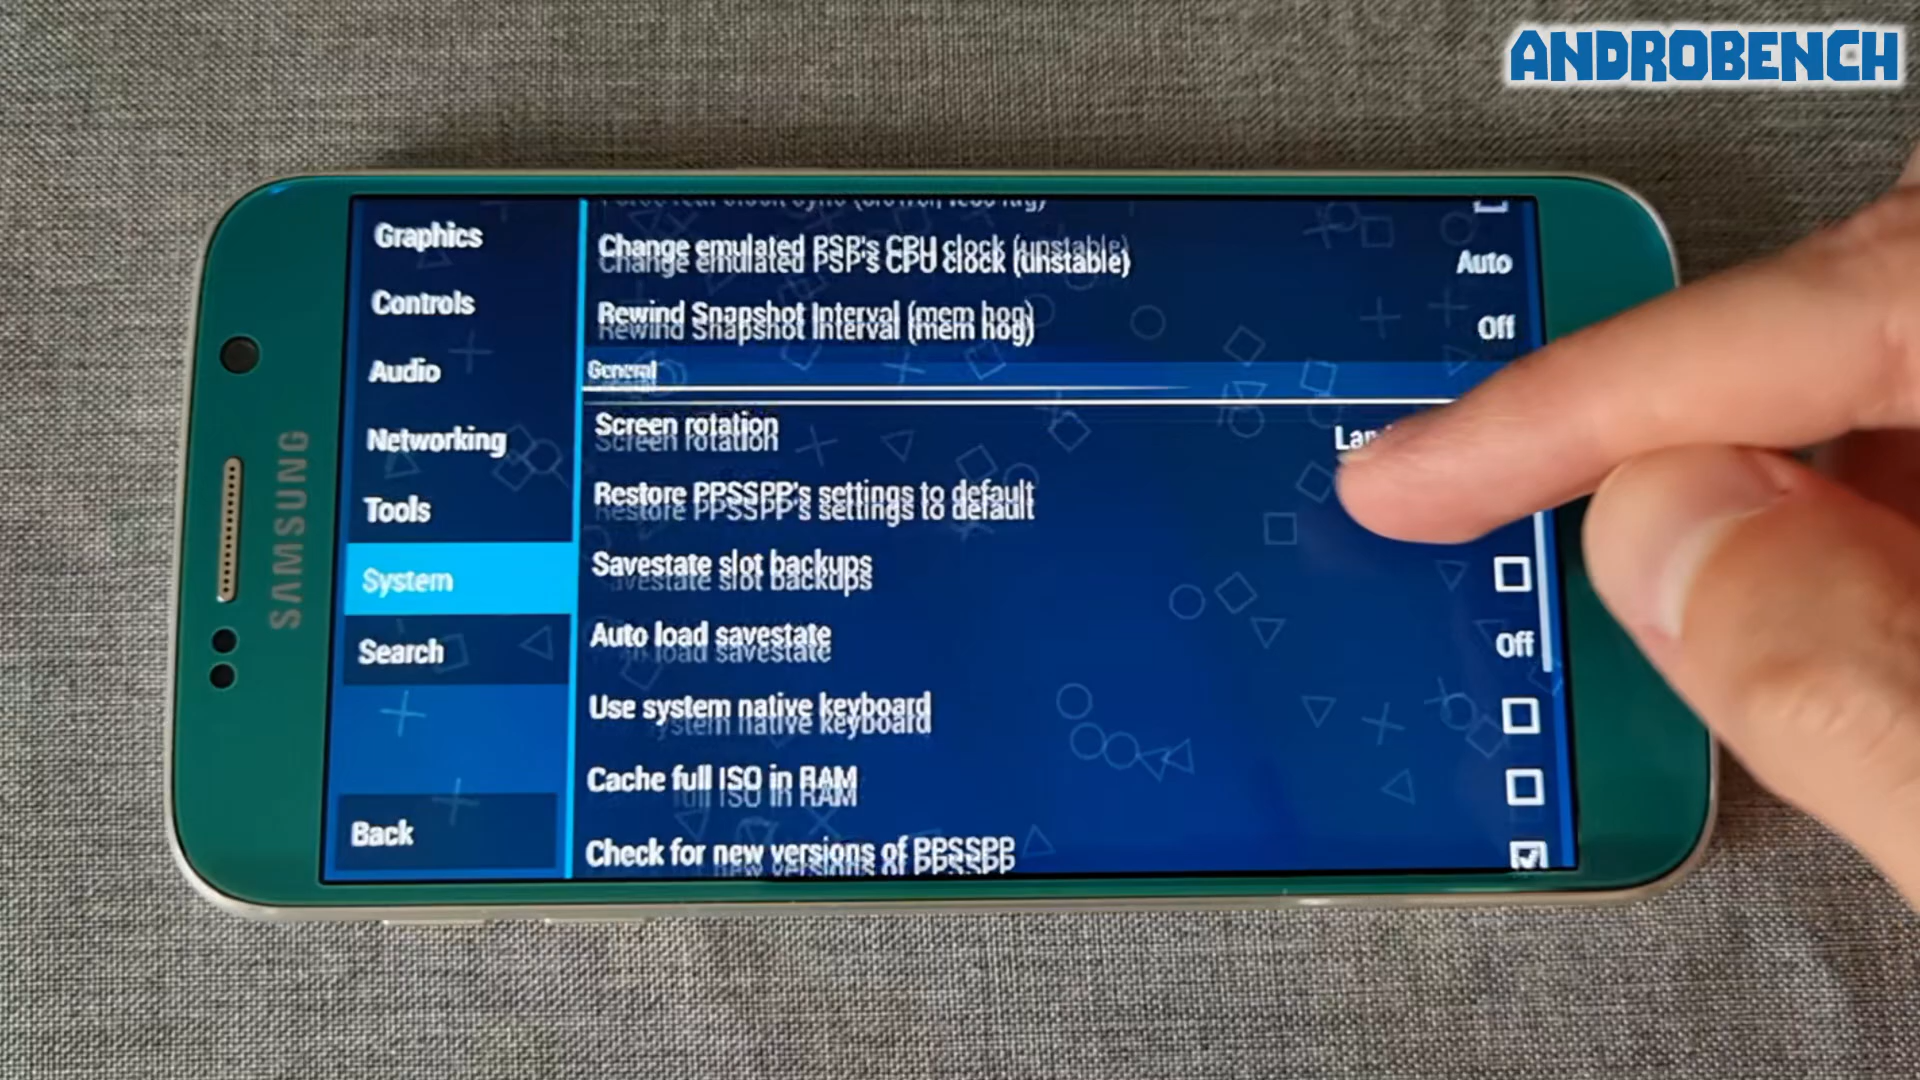 ANDROBENCH
SAMSUNG
Graphics
Controls
Audio
Networking
Tools
System
Search
Back
Change emulated PSP's CPU clock (unstable)
Auto
Rewind Snapshot Interval (mem hog)
Off
General
Screen rotation
Restore PPSSPP's settings to default
Savestate slot backups
Auto load savestate
Off
Use system native keyboard
Cache full ISO in RAM
Check for new versions of PPSSPP